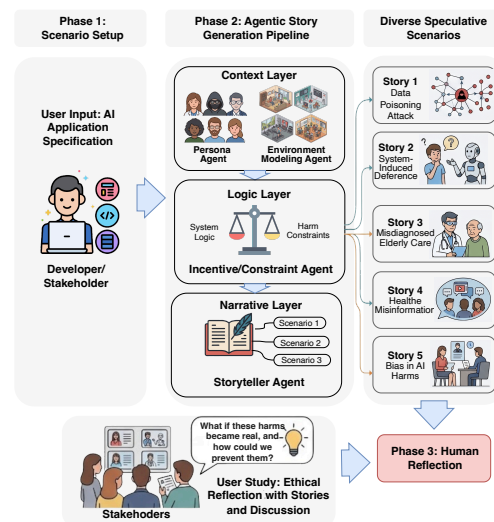 Phase 1:
Scenario Setup
Phase 2: Agentic Story
Generation Pipeline
Diverse Speculative
Scenarios
User Input: AI
Application
Specification
Developer/
Stakeholder
Context Layer
Persona
Agent
Environment
Modeling Agent
Logic Layer
System
Logic
Harm
Constraints
Incentive/Constraint Agent
Narrative Layer
Scenario 1
Scenario 2
Scenario 3
Storyteller Agent
Story 1
Data
Poisoning
Attack
Story 2
System-
Induced
Deference
Story 3
Misdiagnosed
Elderly Care
Story 4
Healthe
Misinformation
Story 5
Bias in AI
Harms
What if these harms
became real, and
how could we
prevent them?
User Study: Ethical
Reflection with Stories
and Discussion
Stakehoders
Phase 3: Human
Reflection